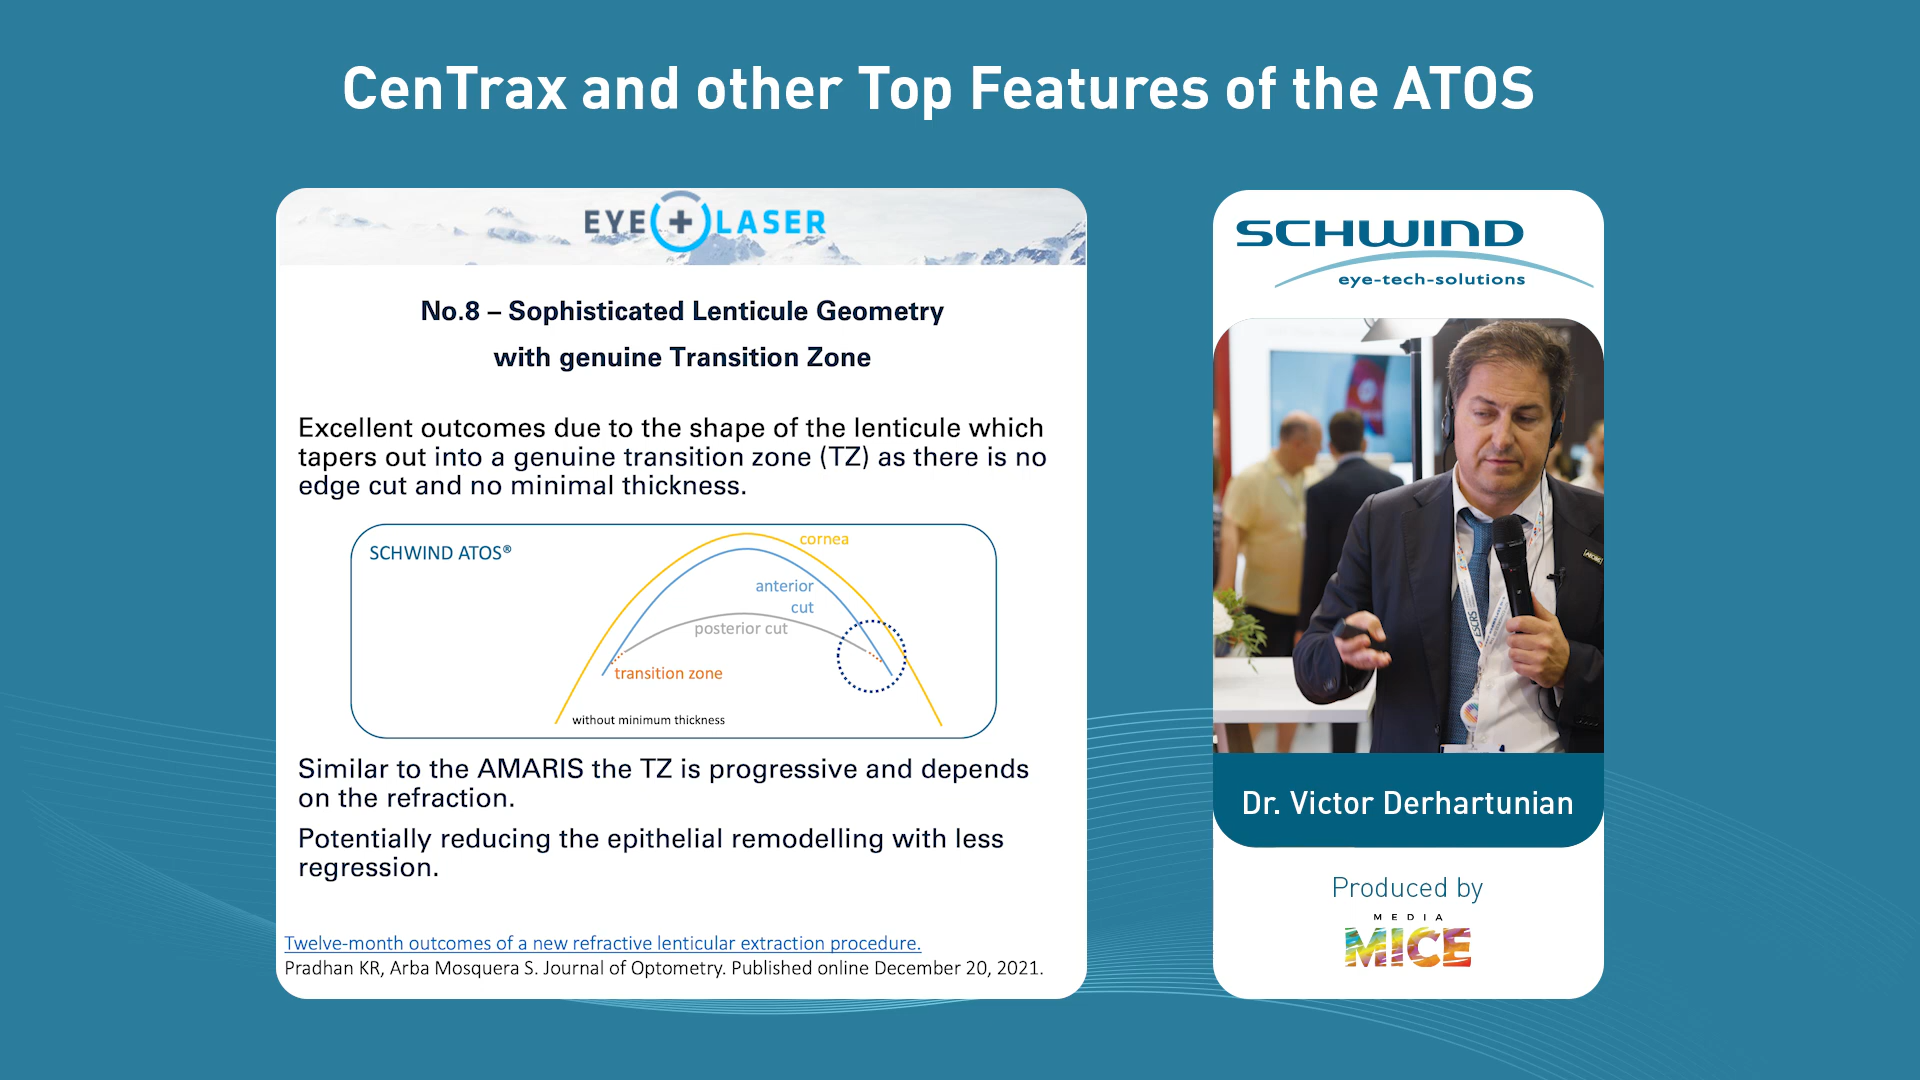 CenTrax and other Top Features of the ATOS
EYE LASER
No.8 – Sophisticated Lenticule Geometry
with genuine Transition Zone
Excellent outcomes due to the shape of the lenticule which
tapers out into a genuine transition zone (TZ) as there is no
edge cut and no minimal thickness.
SCHWIND ATOS®
cornea
anterior
cut
posterior cut
transition zone
without minimum thickness
Similar to the AMARIS the TZ is progressive and depends
on the refraction.
Potentially reducing the epithelial remodelling with less
regression.
Twelve-month outcomes of a new refractive lenticular extraction procedure.
Pradhan KR, Arba Mosquera S. Journal of Optometry. Published online December 20, 2021.
SCHWIND
eye-tech-solutions
ESCRS
Dr. Victor Derhartunian
Produced by
MEDIA
MICE